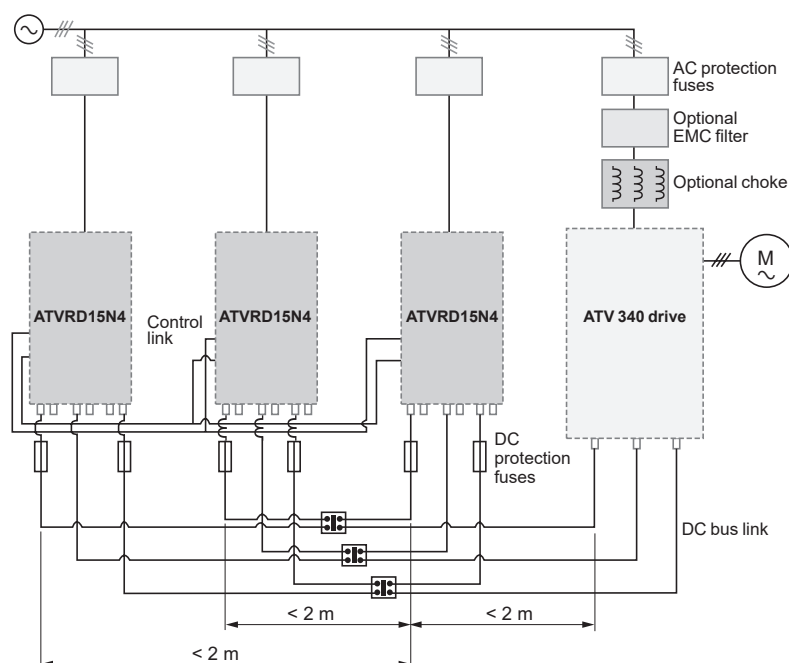 AC protection
fuses
Optional
EMC filter
Optional choke
M
ATVRD15N4
Control
link
ATVRD15N4
ATVRD15N4
ATV 340 drive
DC
protection
fuses
DC bus link
< 2 m
< 2 m
< 2 m